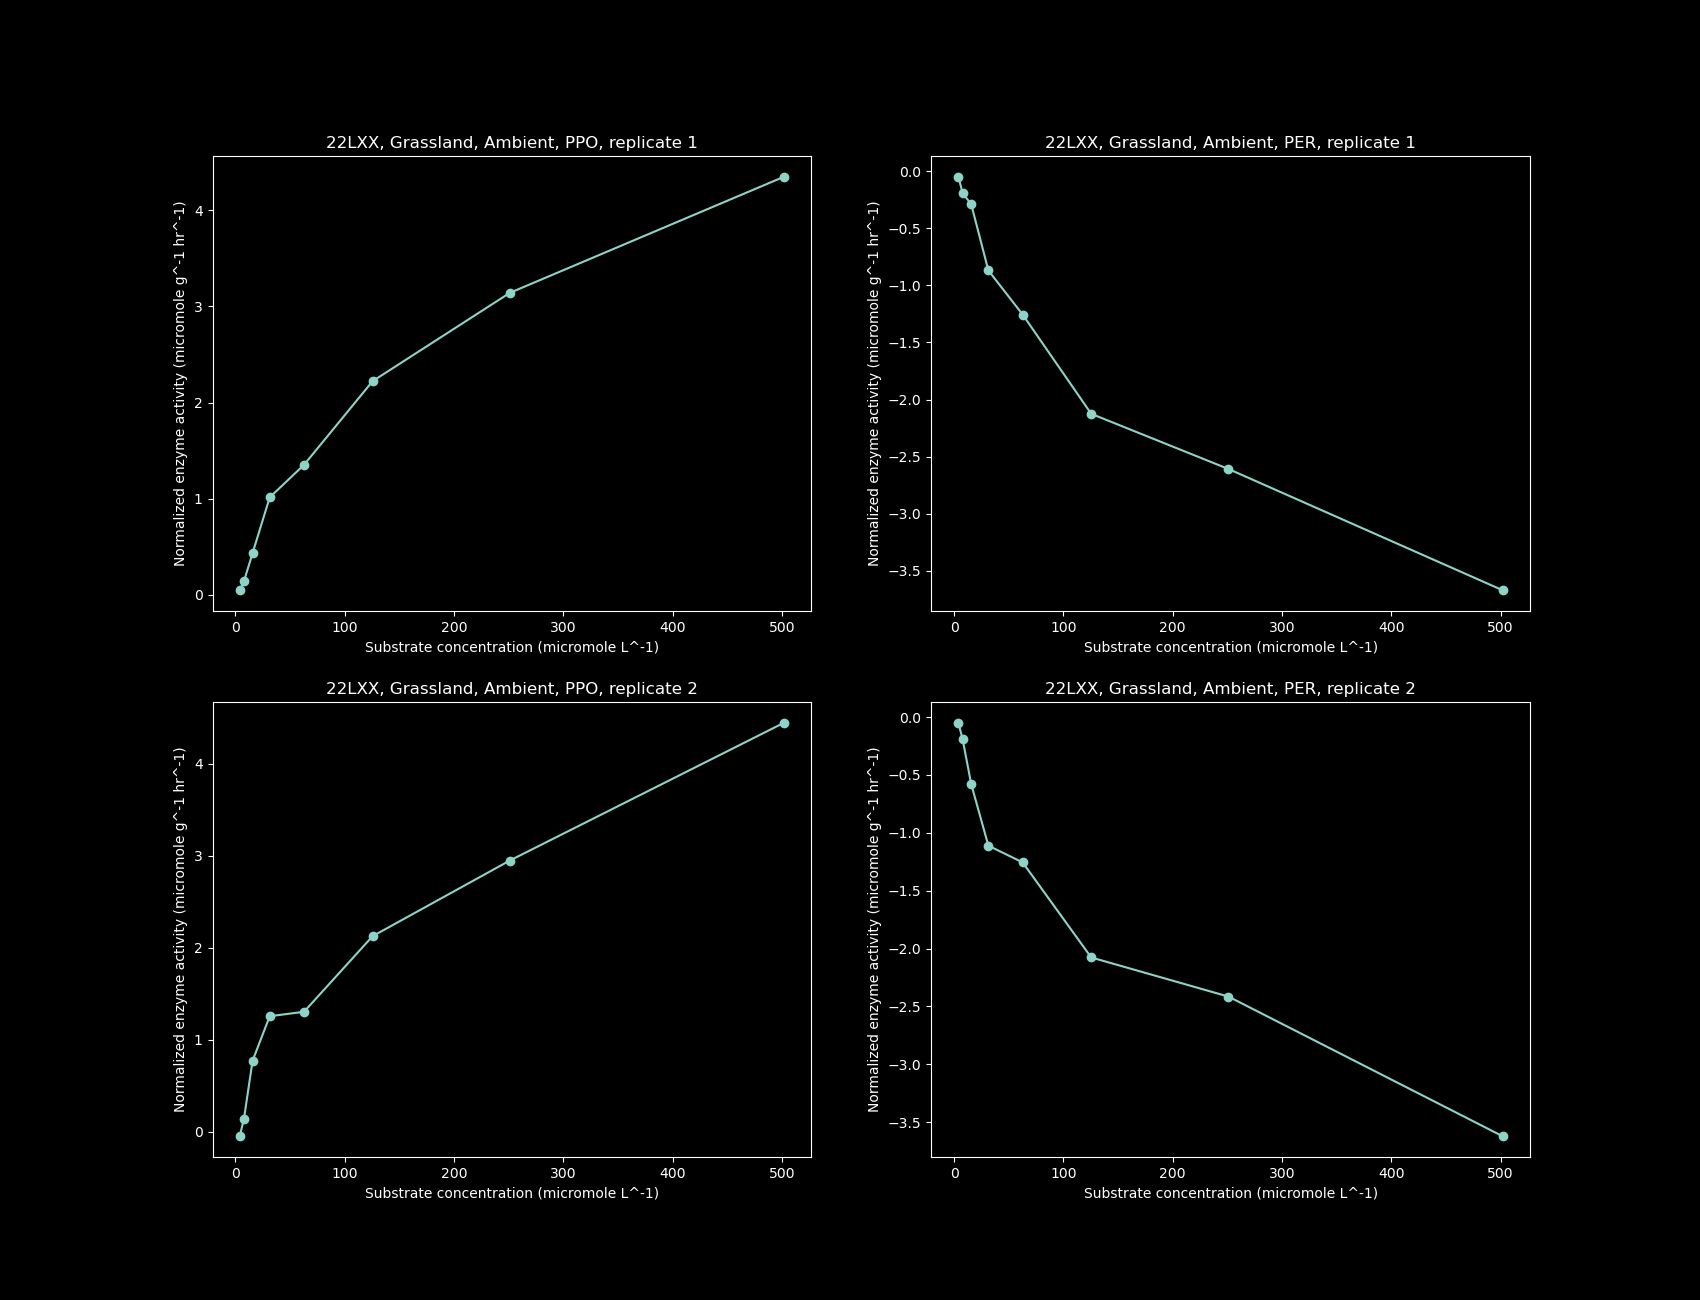 22LXX, Grassland, Ambient, PPO, replicate 1
Normalized enzyme activity (micromole g^-1 hr^-1)
4
3
2
1
0
0 100 200 300 400 500
Substrate concentration (micromole L^-1)
22LXX, Grassland, Ambient, PER, replicate 1
Normalized enzyme activity (micromole g^-1 hr^-1)
0.0
−0.5
−1.0
−1.5
−2.0
−2.5
−3.0
−3.5
0 100 200 300 400 500
Substrate concentration (micromole L^-1)
22LXX, Grassland, Ambient, PPO, replicate 2
Normalized enzyme activity (micromole g^-1 hr^-1)
4
3
2
1
0
0 100 200 300 400 500
Substrate concentration (micromole L^-1)
22LXX, Grassland, Ambient, PER, replicate 2
Normalized enzyme activity (micromole g^-1 hr^-1)
0.0
−0.5
−1.0
−1.5
−2.0
−2.5
−3.0
−3.5
0 100 200 300 400 500
Substrate concentration (micromole L^-1)